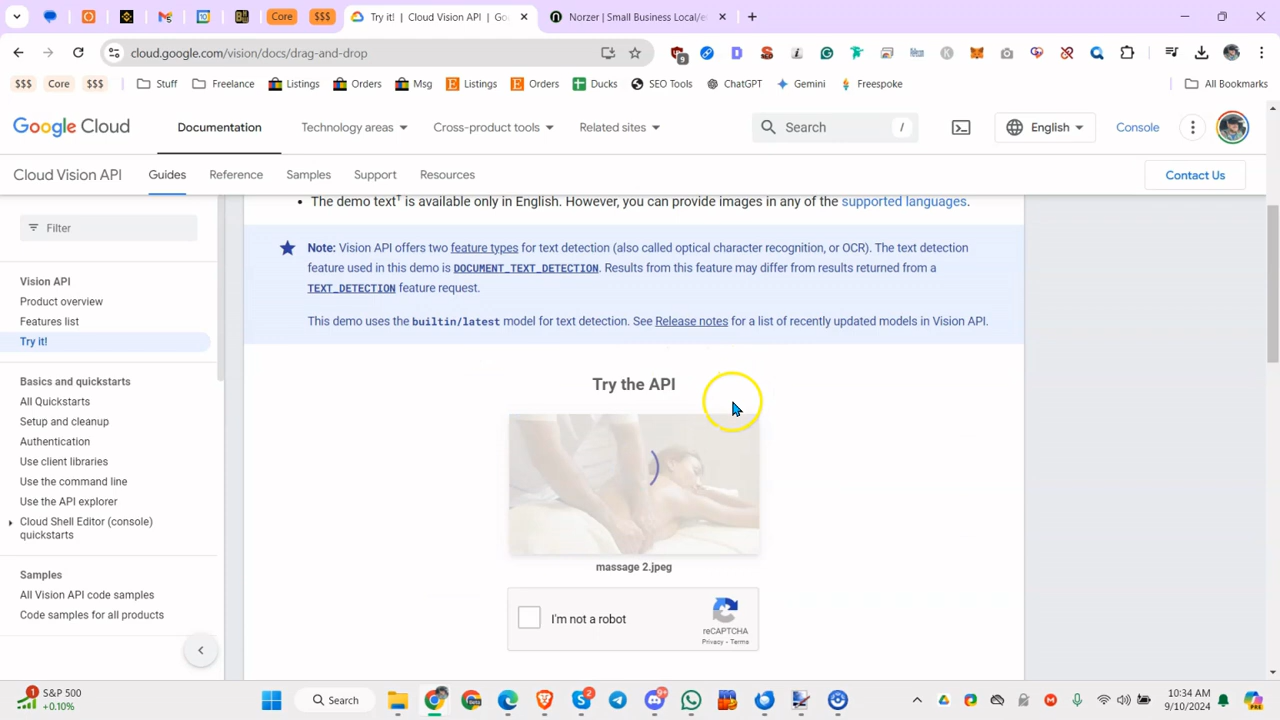 Core
$$$
Try it! | Cloud Vision API | Go
Norzer | Small Business Local/e
cloud.google.com/vision/docs/drag-and-drop
9
$$$
Core
$$$
Stuff
Freelance
Listings
Orders
Msg
Listings
Orders
Ducks
SEO Tools
ChatGPT
Gemini
Freespoke
All Bookmarks
Google Cloud
Documentation
Technology areas
Cross-product tools
Related sites
Search
/
English
Console
Cloud Vision API
Guides
Reference
Samples
Support
Resources
Contact Us
Filter
Vision API
Product overview
Features list
Try it!
Basics and quickstarts
All Quickstarts
Setup and cleanup
Authentication
Use client libraries
Use the command line
Use the API explorer
Cloud Shell Editor (console)
quickstarts
Samples
All Vision API code samples
Code samples for all products
• The demo text† is available only in English. However, you can provide images in any of the supported languages.
Note: Vision API offers two feature types for text detection (also called optical character recognition, or OCR). The text detection
feature used in this demo is DOCUMENT_TEXT_DETECTION. Results from this feature may differ from results returned from a
TEXT_DETECTION feature request.
This demo uses the builtin/latest model for text detection. See Release notes for a list of recently updated models in Vision API.
Try the API
massage 2.jpeg
I'm not a robot
reCAPTCHA
Privacy - Terms
1
S&P 500
+0.10%
Search
2
9+
10:34 AM
9/10/2024